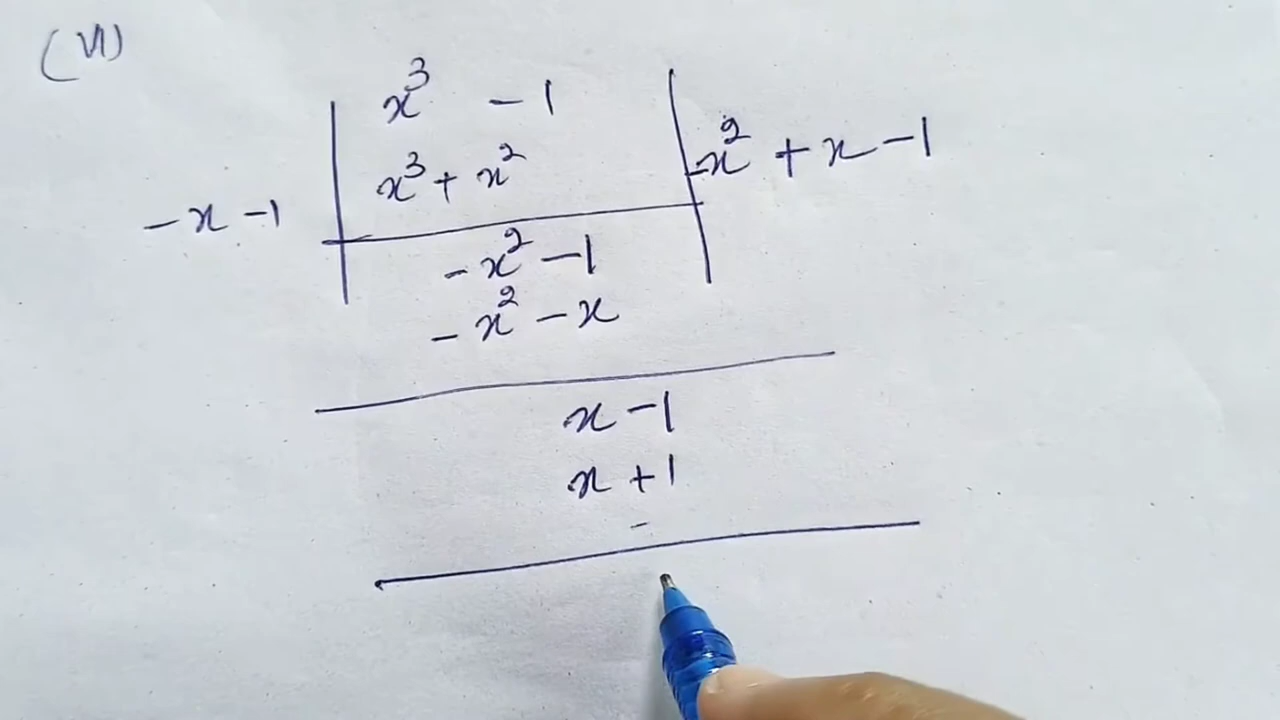 (VI)
x³ - 1
-x - 1 | x³ + x² | -x² + x - 1
-x² - 1
-x² - x
x - 1
x + 1
-